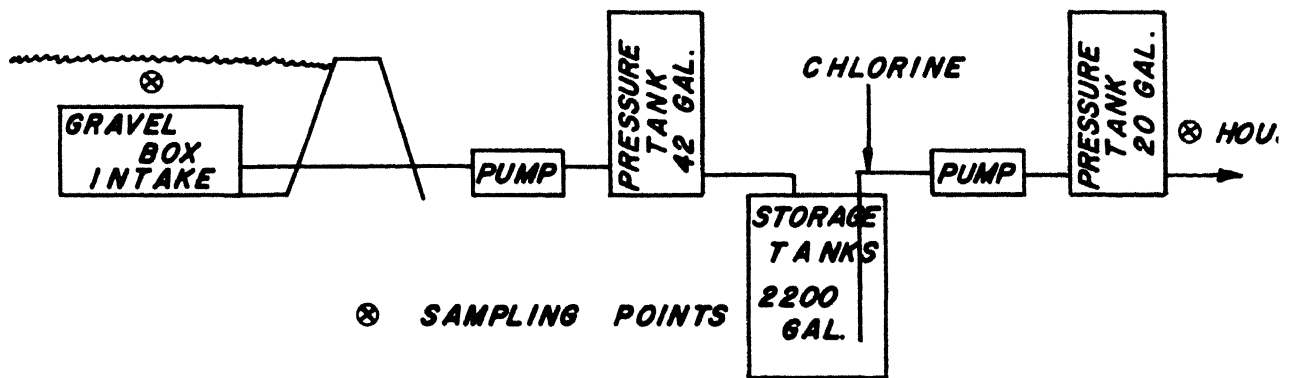 GRAVEL
BOX
INTAKE
PUMP
PRESSURE
TANK
42 GAL.
CHLORINE
STORAGE
TANKS
2200
GAL.
PUMP
PRESSURE
TANK
20 GAL.
⊗ SAMPLING POINTS